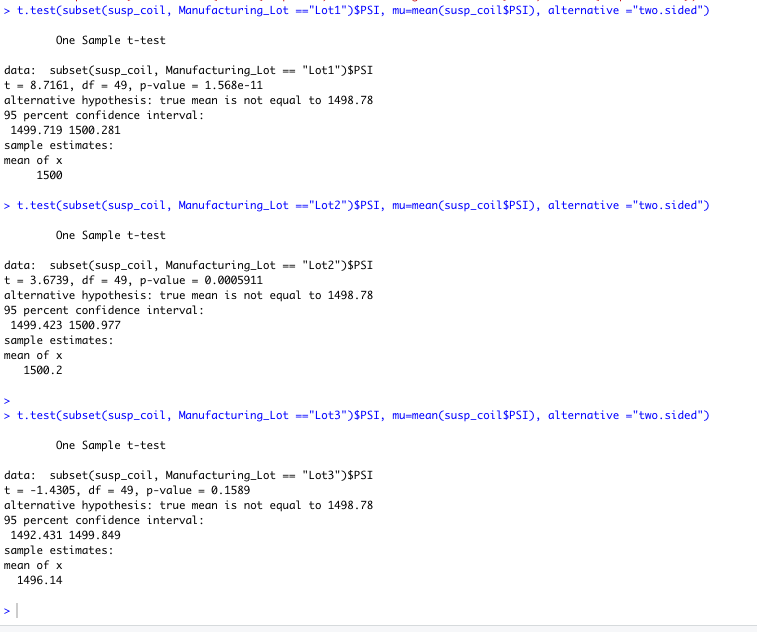 > t.test(subset(susp_coil, Manufacturing_Lot =="Lot1")$PSI, mu=mean(susp_coil$PSI), alternative ="two.sided")
One Sample t-test
data:  subset(susp_coil, Manufacturing_Lot == "Lot1")$PSI
t = 8.7161, df = 49, p-value = 1.568e-11
alternative hypothesis: true mean is not equal to 1498.78
95 percent confidence interval:
1499.719 1500.281
sample estimates:
mean of x
1500
> t.test(subset(susp_coil, Manufacturing_Lot =="Lot2")$PSI, mu=mean(susp_coil$PSI), alternative ="two.sided")
One Sample t-test
data:  subset(susp_coil, Manufacturing_Lot == "Lot2")$PSI
t = 3.6739, df = 49, p-value = 0.0005911
alternative hypothesis: true mean is not equal to 1498.78
95 percent confidence interval:
1499.423 1500.977
sample estimates:
mean of x
1500.2
>
> t.test(subset(susp_coil, Manufacturing_Lot =="Lot3")$PSI, mu=mean(susp_coil$PSI), alternative ="two.sided")
One Sample t-test
data:  subset(susp_coil, Manufacturing_Lot == "Lot3")$PSI
t = -1.4305, df = 49, p-value = 0.1589
alternative hypothesis: true mean is not equal to 1498.78
95 percent confidence interval:
1492.431 1499.849
sample estimates:
mean of x
1496.14
>